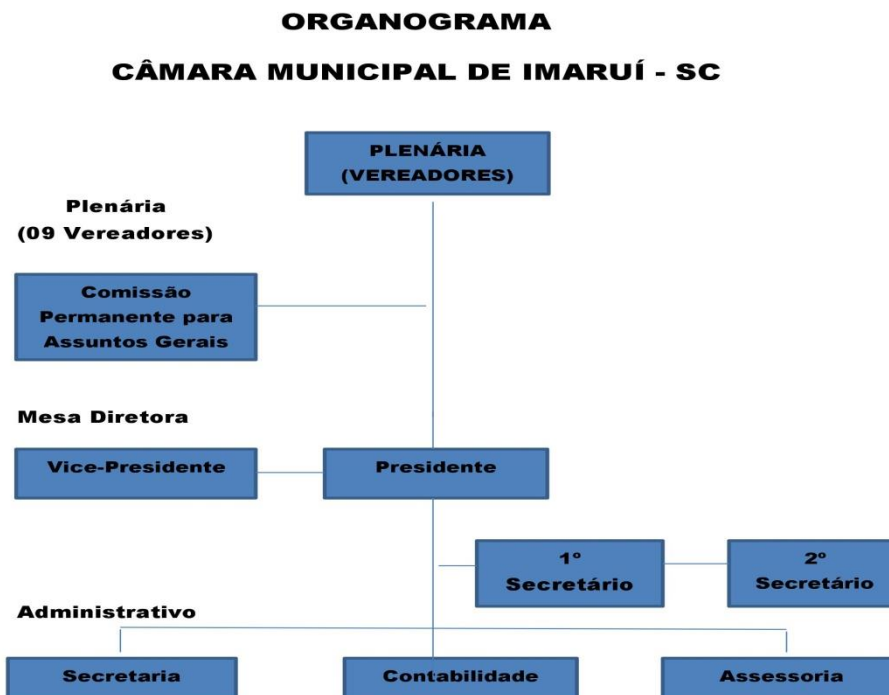 ORGANOGRAMA
CÂMARA MUNICIPAL DE IMARUÍ - SC
PLENÁRIA
(VEREADORES)
Plenária
(09 Vereadores)
Comissão
Permanente para
Assuntos Gerais
Mesa Diretora
Vice-Presidente
Presidente
1º
Secretário
2º
Secretário
Administrativo
Secretaria
Contabilidade
Assessoria